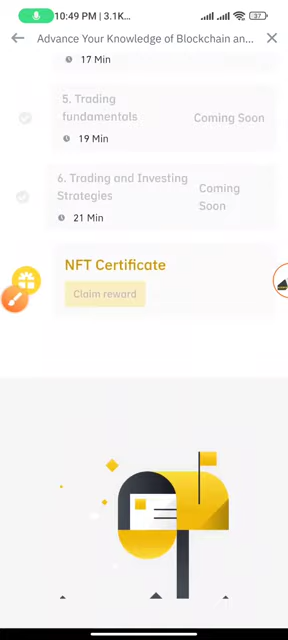 10:49 PM | 3.1K...
37
Advance Your Knowledge of Blockchain an...
17 Min
5. Trading
fundamentals
Coming Soon
19 Min
6. Trading and Investing
Strategies
Coming
Soon
21 Min
NFT Certificate
Claim reward